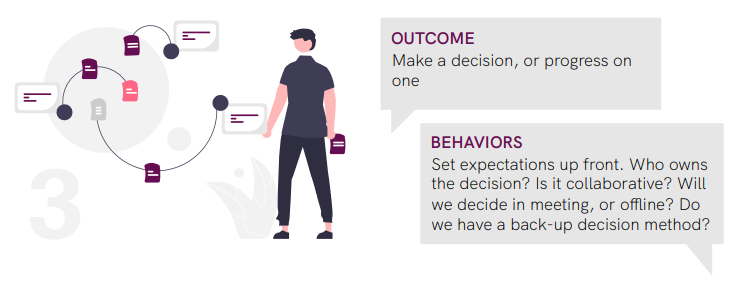 3
OUTCOME
Make a decision, or progress on
one
BEHAVIORS
Set expectations up front. Who owns
the decision? Is it collaborative? Will
we decide in meeting, or offline? Do
we have a back-up decision method?